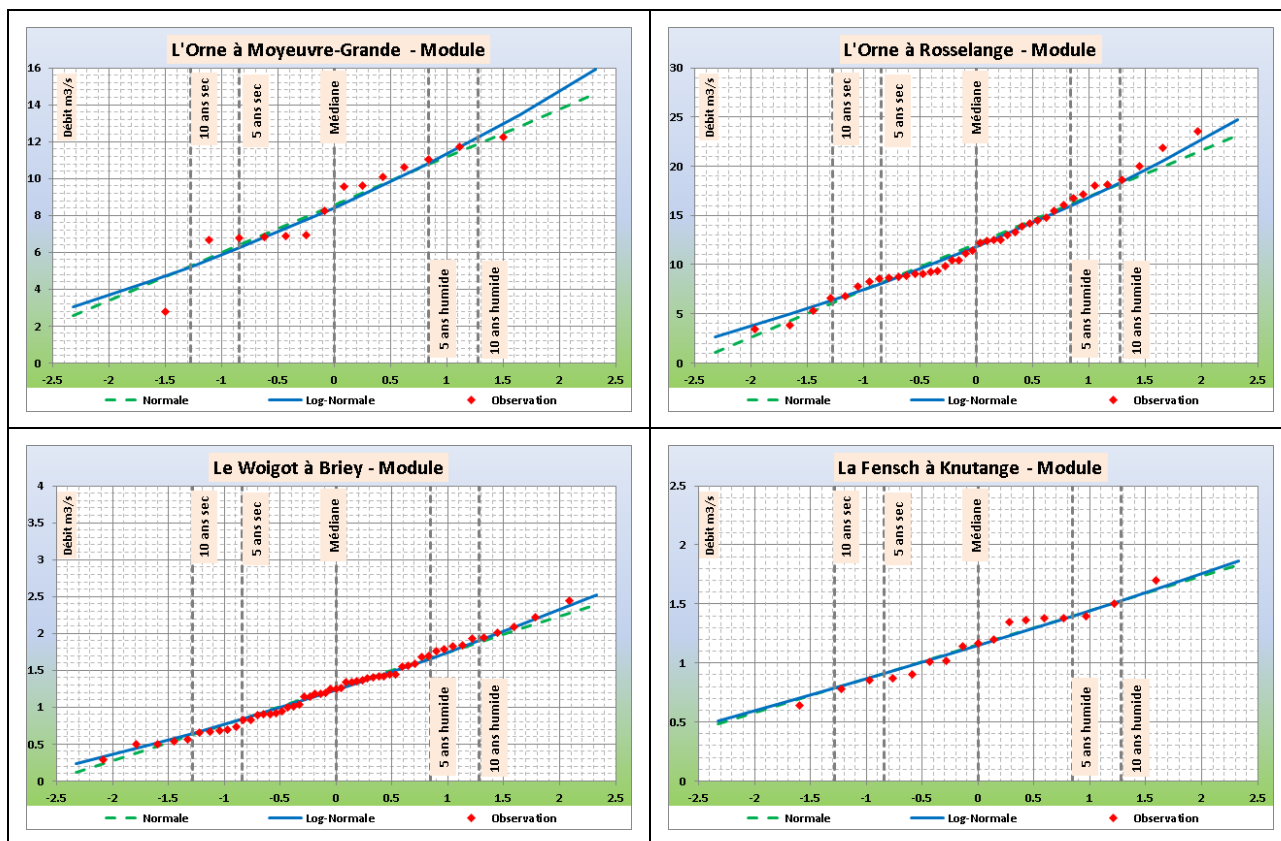 L'Orne à Moyeuvre-Grande - Module
Débit m3/s
10 ans sec
5 ans sec
Médiane
5 ans humide
10 ans humide
16
14
12
10
8
6
4
2
0
-2.5 -2 -1.5 -1 -0.5 0 0.5 1 1.5 2 2.5
Normale Log-Normale Observation
L'Orne à Rosselange - Module
Débit m3/s
10 ans sec
5 ans sec
Médiane
5 ans humide
10 ans humide
30
25
20
15
10
5
0
-2.5 -2 -1.5 -1 -0.5 0 0.5 1 1.5 2 2.5
Normale Log-Normale Observation
Le Woigot à Briey - Module
Débit m3/s
10 ans sec
5 ans sec
Médiane
5 ans humide
10 ans humide
4
3.5
3
2.5
2
1.5
1
0.5
0
-2.5 -2 -1.5 -1 -0.5 0 0.5 1 1.5 2 2.5
Normale Log-Normale Observation
La Fensch à Knutange - Module
Débit m3/s
10 ans sec
5 ans sec
Médiane
5 ans humide
10 ans humide
2.5
2
1.5
1
0.5
0
-2.5 -2 -1.5 -1 -0.5 0 0.5 1 1.5 2 2.5
Normale Log-Normale Observation